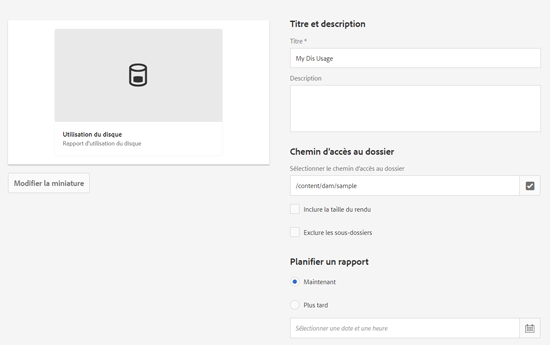 Utilisation du disque
Rapport d'utilisation du disque
Modifier la miniature
Titre et description
Titre *
My Dis Usage
Description
Chemin d'accès au dossier
Sélectionner le chemin d'accès au dossier
/content/dam/sample
Inclure la taille du rendu
Exclure les sous-dossiers
Planifier un rapport
Maintenant
Plus tard
Sélectionner une date et une heure